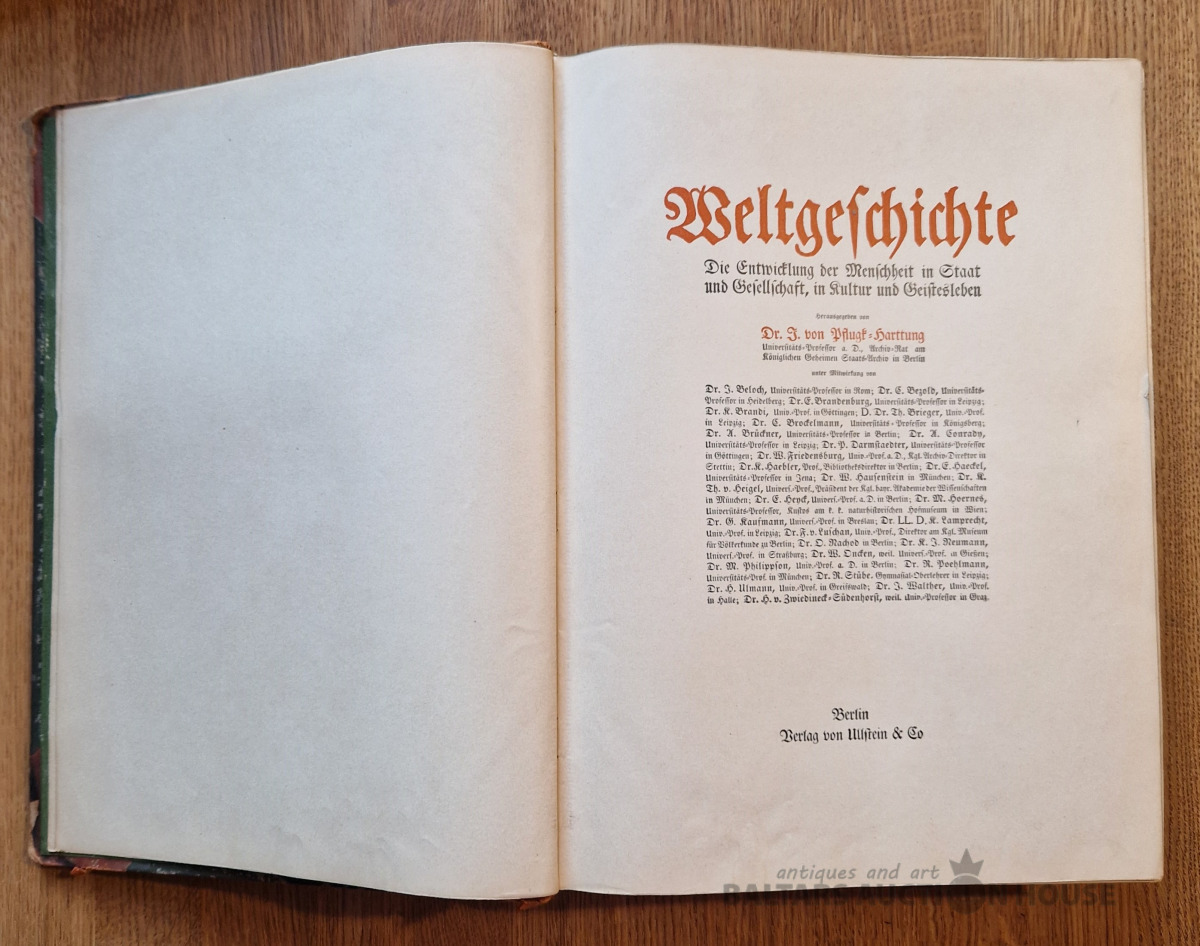 Weltgeschichte
Die Entwicklung der Menschheit in Staat
und Gesellschaft, in Kultur und Geistesleben
Herausgegeben von
Dr. J. von Pflugk-Harttung
Universitäts-Professor a. D., Archiv-Rat am
Königlichen Geheimen Staats-Archiv in Berlin
unter Mitwirkung von
Dr. J. Beloch, Universitäts-Professor in Rom; Dr. C. Bezold, Universitäts-
Professor in Heidelberg; Dr. E. Brandenburg, Universitäts-Professor in Leipzig;
Dr. K. Brandi, Univ.-Prof. in Göttingen; D. Dr. Th. Brieger, Univ.-Prof.
in Leipzig; Dr. C. Brockelmann, Universitäts-Professor in Königsberg;
Dr. A. Brückner, Universitäts-Professor in Berlin; Dr. A. Conrady,
Universitäts-Professor in Leipzig; Dr. P. Darmstaedter, Universitäts-Professor
in Göttingen; Dr. W. Friedensburg, Univ.-Prof. a. D., Kgl. Archiv-Direktor in
Stettin; Dr. K. Haebler, Prof., Bibliotheksdirektor in Berlin; Dr. E. Haeckel,
Universitäts-Professor in Jena; Dr. W. Hausenstein in München; Dr. K.
Th. v. Heigel, Univers.-Prof., Präsident der Kgl. bayr. Akademie der Wissenschaften
in München; Dr. E. Heyck, Univers.-Prof. a. D. in Berlin; Dr. M. Hoernes,
Universitäts-Professor, Kustos am k. k. naturhistorischen Hofmuseum in Wien;
Dr. G. Kaufmann, Univers.-Prof. in Breslau; Dr. LL. D. K. Lamprecht,
Univ.-Prof. in Leipzig; Dr. F. v. Luschan, Univ.-Prof., Direktor am Kgl. Museum
für Völkerkunde zu Berlin; Dr. O. Nachod in Berlin; Dr. K. J. Neumann,
Univers.-Prof. in Straßburg; Dr. W. Oncken, weil. Univers.-Prof. in Gießen;
Dr. M. Philippson, Univ.-Prof. a. D. in Berlin; Dr. R. Poehlmann,
Universitäts-Prof. in München; Dr. R. Stübe, Gymnasial-Oberlehrer in Leipzig;
Dr. H. Ulmann, Univ.-Prof. in Greifswald; Dr. J. Walther, Univ.-Prof.
in Halle; Dr. H. v. Zwiedineck-Südenhorst, weil. Univ.-Professor in Graz.
Berlin
Verlag von Ullstein & Co
antiques and art
BALTARS AUCTION HOUSE